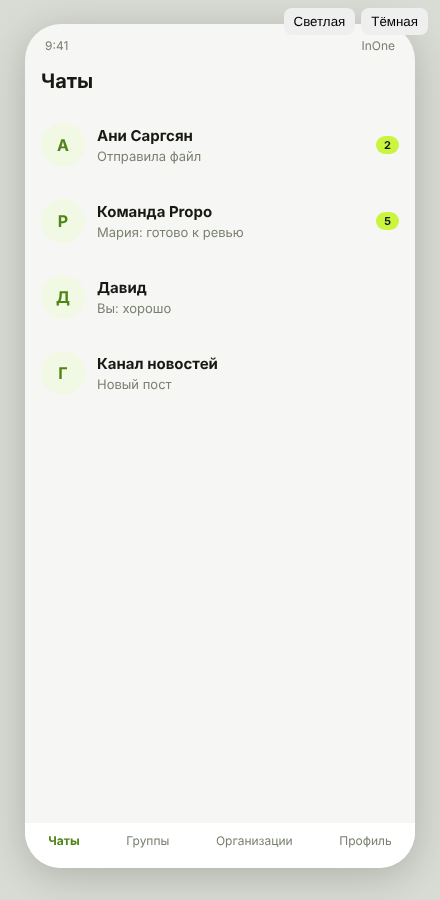 Светлая Тёмная
9:41 InOne
Чаты
А Ани Саргсян 2
Отправила файл
P Команда Propo 5
Мария: готово к ревью
Д Давид
Вы: хорошо
Г Канал новостей
Новый пост
Чаты Группы Организации Профиль